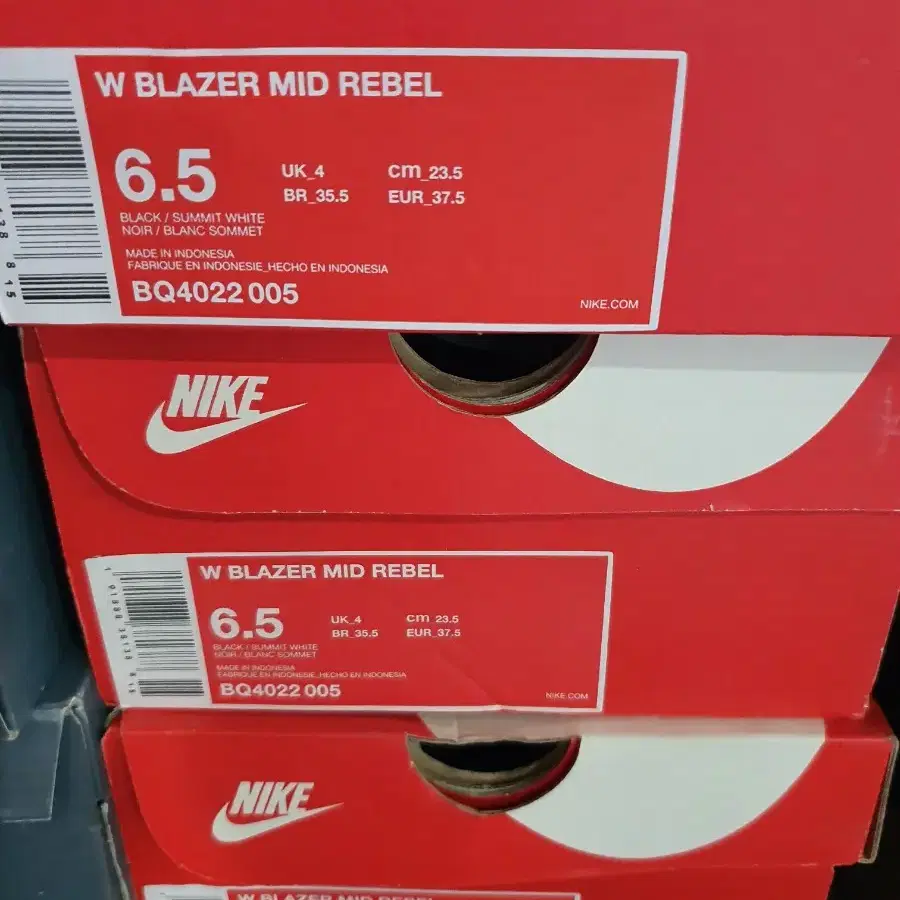 W BLAZER MID REBEL
6.5
UK_4
cm_23.5
BR_35.5
EUR_37.5
BLACK / SUMMIT WHITE
NOIR / BLANC SOMMET
MADE IN INDONESIA
FABRIQUE EN INDONESIE_HECHO EN INDONESIA
BQ4022 005
NIKE.COM
NIKE
W BLAZER MID REBEL
6.5
UK_4
cm_23.5
BR_35.5
EUR_37.5
BLACK / SUMMIT WHITE
NOIR / BLANC SOMMET
MADE IN INDONESIA
FABRIQUE EN INDONESIE_HECHO EN INDONESIA
BQ4022 005
NIKE.COM
NIKE
W BLAZER MID REBEL